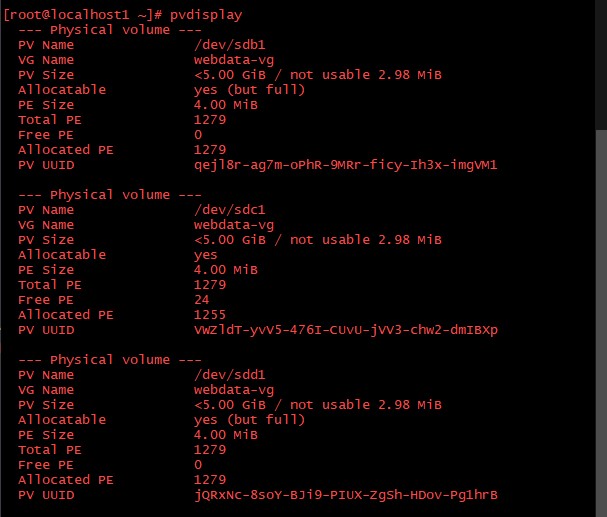 [root@localhost1 ~]# pvdisplay
--- Physical volume ---
PV Name /dev/sdb1
VG Name webdata-vg
PV Size <5.00 GiB / not usable 2.98 MiB
Allocatable yes (but full)
PE Size 4.00 MiB
Total PE 1279
Free PE 0
Allocated PE 1279
PV UUID qejl8r-ag7m-oPhR-9MRr-ficy-Ih3x-imgVM1
--- Physical volume ---
PV Name /dev/sdc1
VG Name webdata-vg
PV Size <5.00 GiB / not usable 2.98 MiB
Allocatable yes
PE Size 4.00 MiB
Total PE 1279
Free PE 24
Allocated PE 1255
PV UUID VWZldT-yvV5-476I-CUvU-jVV3-chw2-dmIBXp
--- Physical volume ---
PV Name /dev/sdd1
VG Name webdata-vg
PV Size <5.00 GiB / not usable 2.98 MiB
Allocatable yes (but full)
PE Size 4.00 MiB
Total PE 1279
Free PE 0
Allocated PE 1279
PV UUID jQRxNc-8soY-BJi9-PIUX-ZgSh-HDov-Pg1hrB